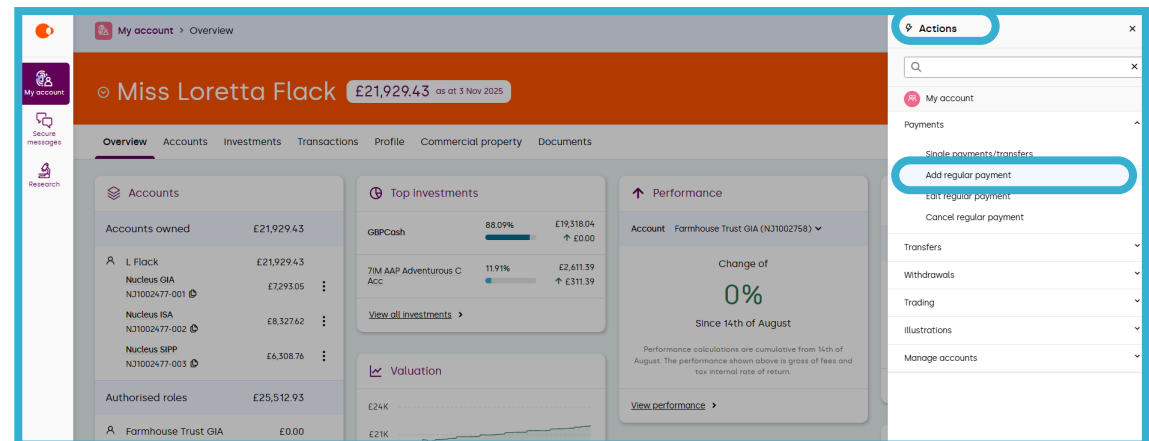 My account > Overview
Actions
My account
Secure
messages
Research
Miss Loretta Flack £21,929.43 as at 3 Nov 2025
Overview Accounts Investments Transactions Profile Commercial property Documents
Accounts
Accounts owned £21,929.43
L Flack £21,929.43
Nucleus GIA
NJ1002477-001 £7,293.05
Nucleus ISA
NJ1002477-002 £8,327.62
Nucleus SIPP
NJ1002477-003 £6,308.76
Authorised roles £25,512.93
Farmhouse Trust GIA £0.00
Top investments
GBPCash 88.09% £19,318.04
£0.00
7IM AAP Adventurous C
Acc 11.91% £2,611.39
£311.39
View all investments >
Valuation
£24K
£21K
Performance
Account Farmhouse Trust GIA (NJ1002758)
Change of
0%
Since 14th of August
Performance calculations are cumulative from 14th of
August. The performance shown above is gross of fees and
tax internal rate of return.
View performance >
My account
Payments
Single payments/transfers
Add regular payment
Edit regular payment
Cancel regular payment
Transfers
Withdrawals
Trading
Illustrations
Manage accounts